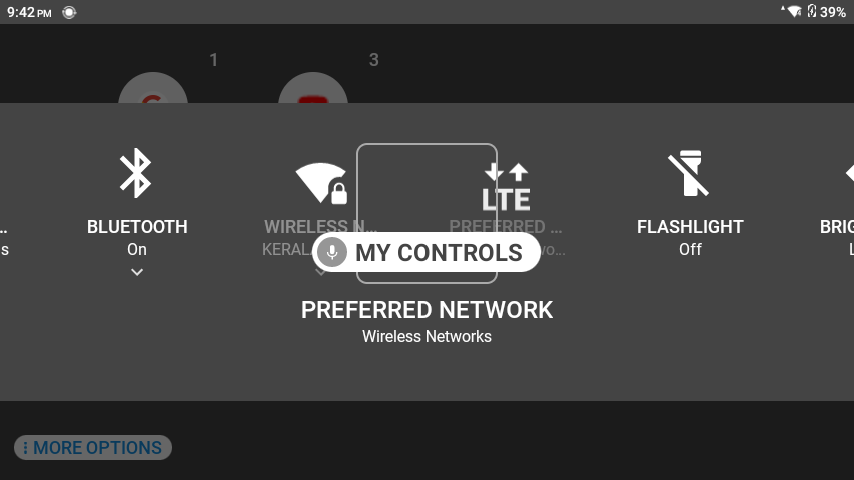 9:42 PM
39%
1
3
LTE
..
BLUETOOTH
WIRELESS N...
PREFERRED ...
FLASHLIGHT
BRIG
s
On
KERAL
wo...
Off
L
MY CONTROLS
PREFERRED NETWORK
Wireless Networks
MORE OPTIONS